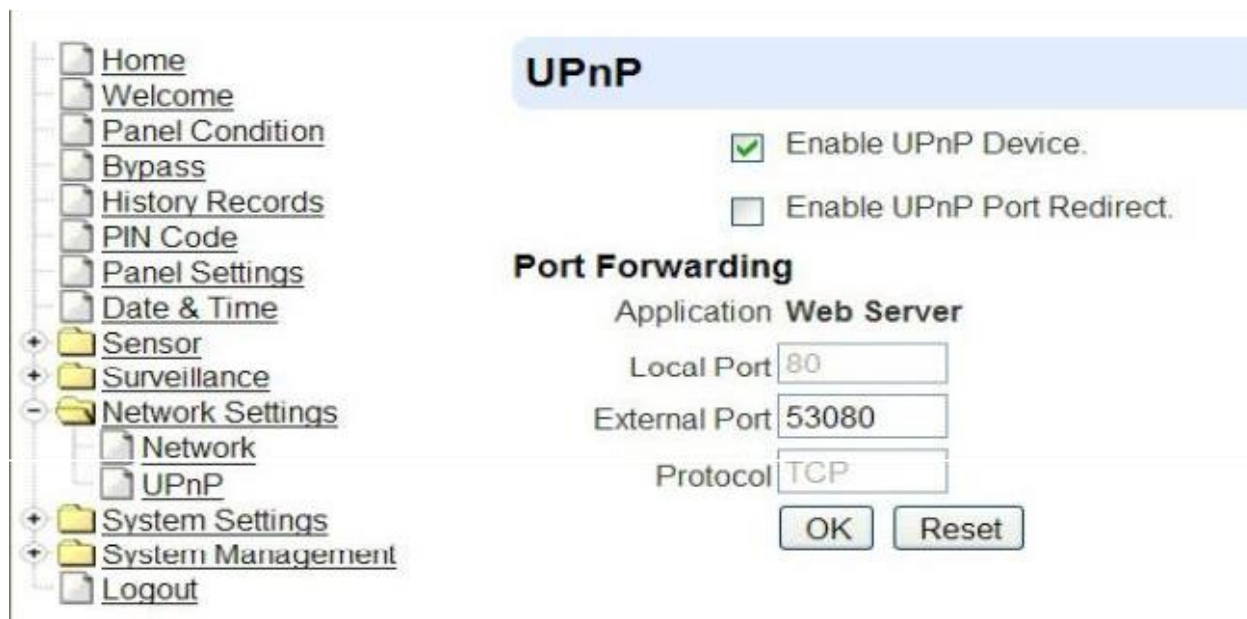 Home
Welcome
Panel Condition
Bypass
History Records
PIN Code
Panel Settings
Date & Time
Sensor
Surveillance
Network Settings
Network
UPnP
System Settings
System Management
Logout
UPnP
Enable UPnP Device.
Enable UPnP Port Redirect.
Port Forwarding
Application Web Server
Local Port 80
External Port 53080
Protocol TCP
OK Reset